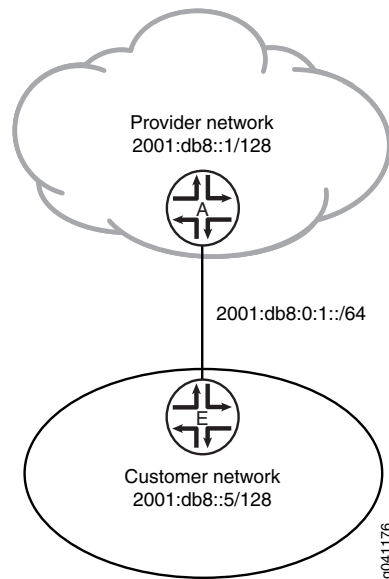 Provider network
2001:db8::1/128
A
2001:db8:0:1::/64
E
Customer network
2001:db8::5/128
g041176